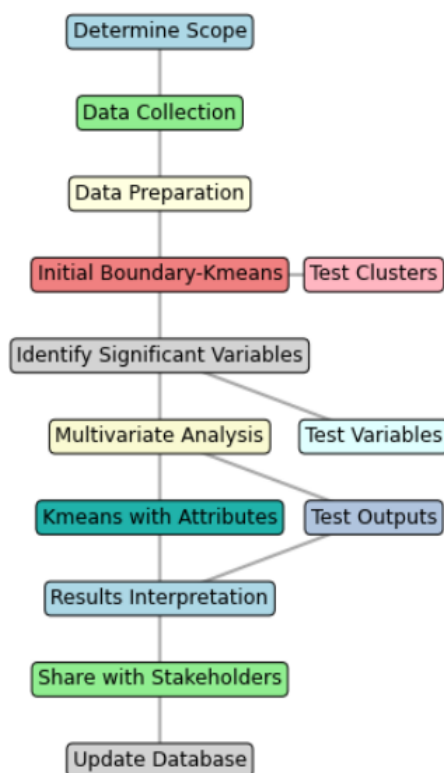 Determine Scope
Data Collection
Data Preparation
Initial Boundary-Kmeans
Test Clusters
Identify Significant Variables
Multivariate Analysis
Test Variables
Kmeans with Attributes
Test Outputs
Results Interpretation
Share with Stakeholders
Update Database